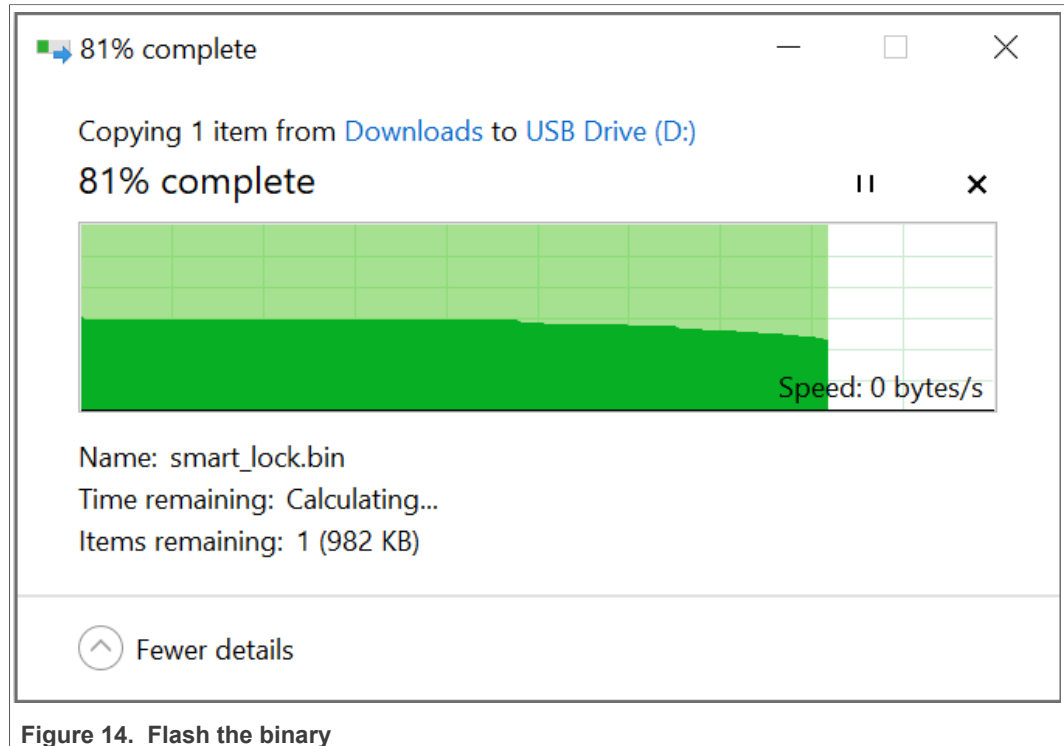 81% complete
Copying 1 item from Downloads to USB Drive (D:)
81% complete
Speed: 0 bytes/s
Name: smart_lock.bin
Time remaining: Calculating...
Items remaining: 1 (982 KB)
Fewer details
Figure 14. Flash the binary